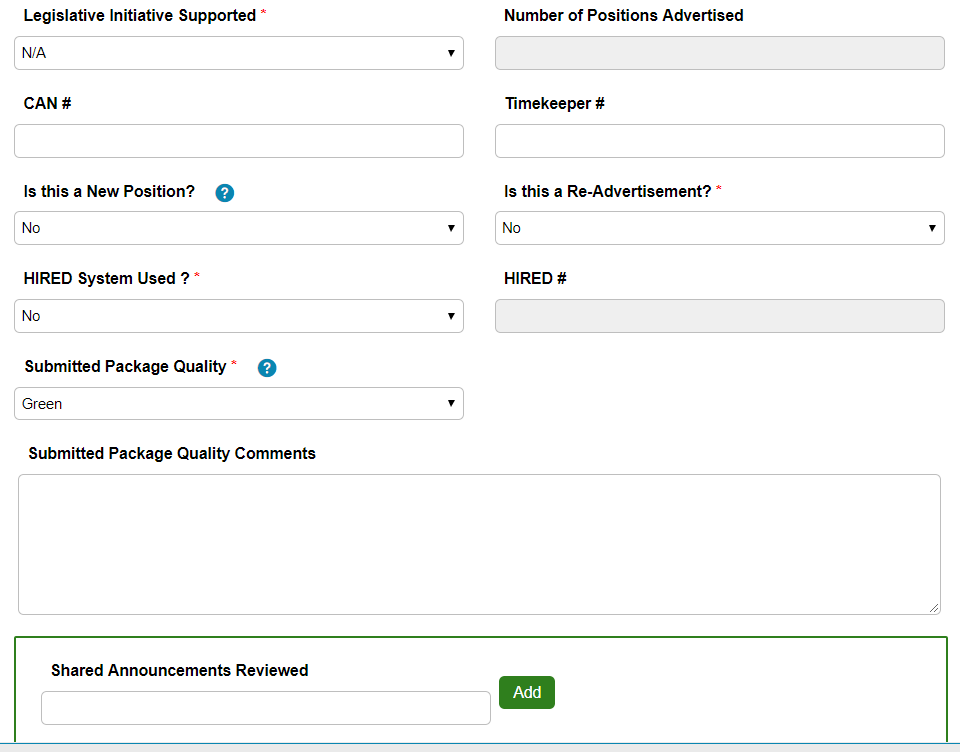 Legislative Initiative Supported *
Number of Positions Advertised
N/A
CAN #
Timekeeper #
Is this a New Position? ?
Is this a Re-Advertisement? *
No
No
HIRED System Used ? *
HIRED #
No
Submitted Package Quality * ?
Green
Submitted Package Quality Comments
Shared Announcements Reviewed
Add